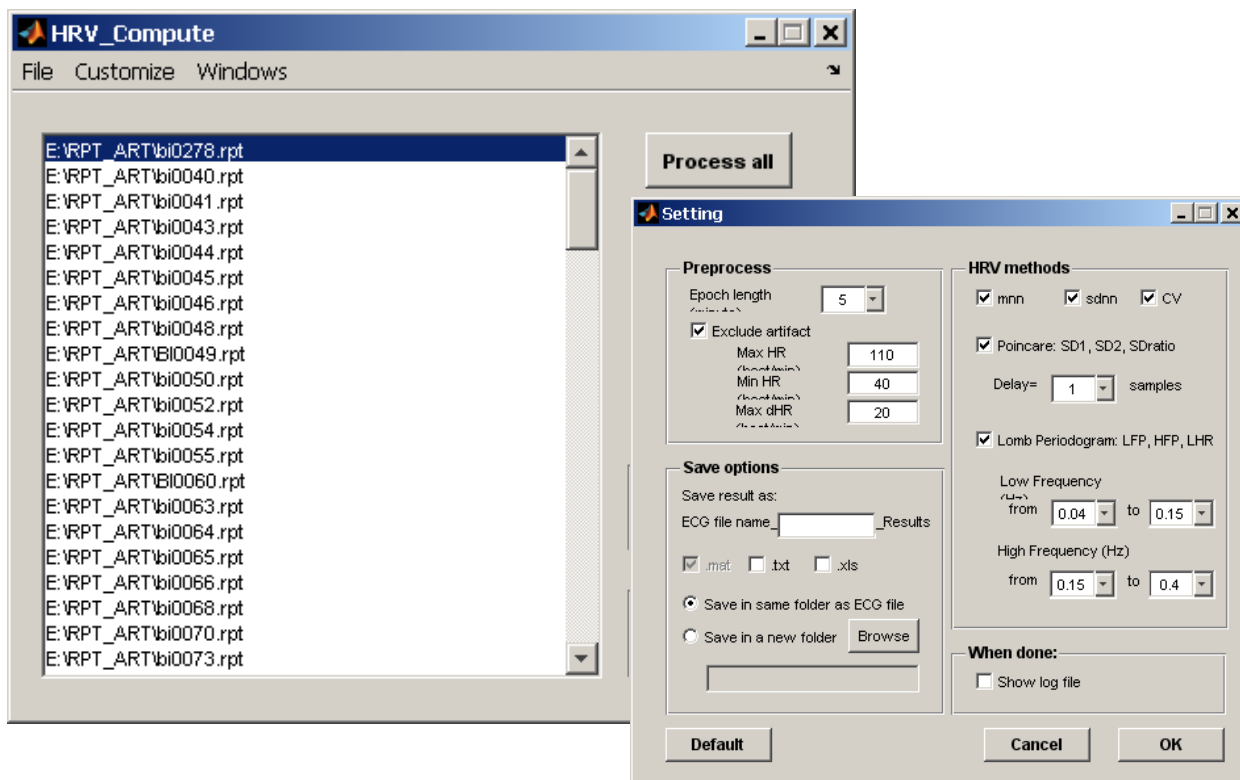 HRV_Compute
File Customize Windows
E:\RPT_ART\bi0278.rpt
E:\RPT_ART\bi0040.rpt
E:\RPT_ART\bi0041.rpt
E:\RPT_ART\bi0043.rpt
E:\RPT_ART\bi0044.rpt
E:\RPT_ART\bi0045.rpt
E:\RPT_ART\bi0046.rpt
E:\RPT_ART\bi0048.rpt
E:\RPT_ART\BI0049.rpt
E:\RPT_ART\bi0050.rpt
E:\RPT_ART\bi0052.rpt
E:\RPT_ART\bi0054.rpt
E:\RPT_ART\bi0055.rpt
E:\RPT_ART\BI0060.rpt
E:\RPT_ART\bi0063.rpt
E:\RPT_ART\bi0064.rpt
E:\RPT_ART\bi0065.rpt
E:\RPT_ART\bi0066.rpt
E:\RPT_ART\bi0068.rpt
E:\RPT_ART\bi0070.rpt
E:\RPT_ART\bi0073.rpt
Process all
Setting
Preprocess
Epoch length
5
Exclude artifact
Max HR
110
Min HR
40
Max dHR
20
Save options
Save result as:
ECG file name_ _Results
.mat .txt .xls
Save in same folder as ECG file
Save in a new folder Browse
Default
HRV methods
mnn sdnn CV
Poincare: SD1, SD2, SDratio
Delay= 1 samples
Lomb Periodogram: LFP, HFP, LHR
Low Frequency
from 0.04 to 0.15
High Frequency (Hz)
from 0.15 to 0.4
When done:
Show log file
Cancel OK